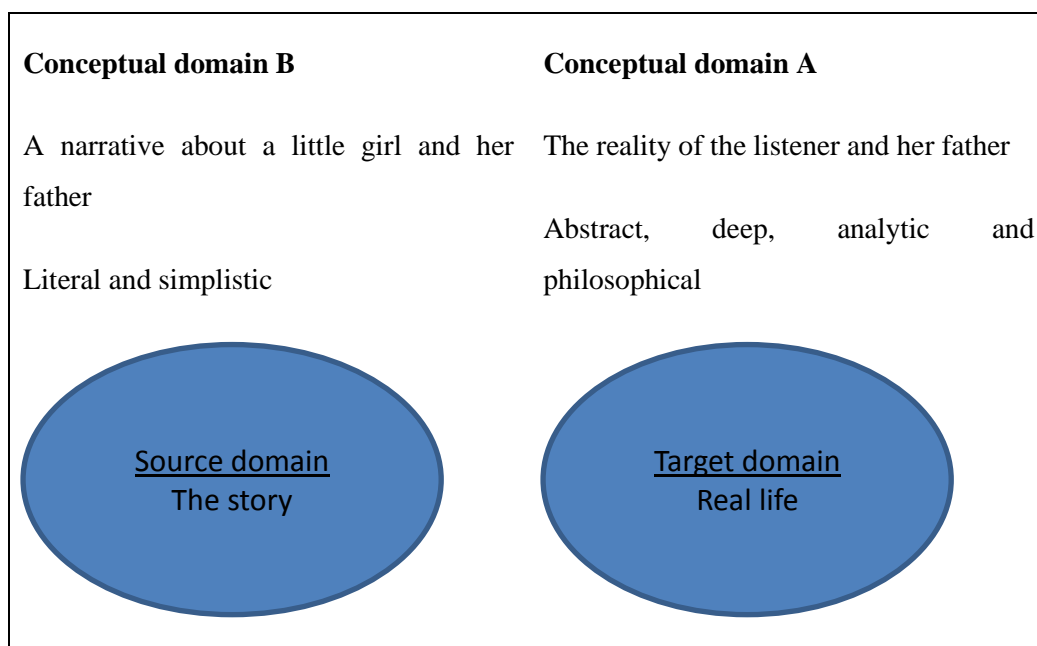 Conceptual domain B
A narrative about a little girl and her
father
Literal and simplistic
Conceptual domain A
The reality of the listener and her father
Abstract, deep, analytic and
philosophical
Source domain
The story
Target domain
Real life